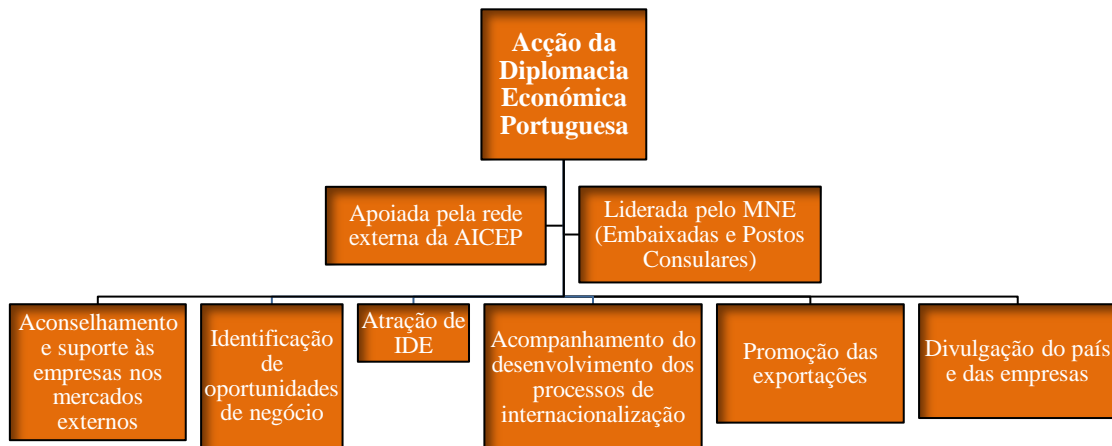 Acção da
Diplomacia
Económica
Portuguesa
Apoiada pela rede
externa da AICEP
Liderada pelo MNE
(Embaixadas e Postos
Consulares)
Aconselhamento
e suporte às
empresas nos
mercados
externos
Identificação
de
oportunidades
de negócio
Atração de
IDE
Acompanhamento do
desenvolvimento dos
processos de
internacionalização
Promoção das
exportações
Divulgação do país
e das empresas